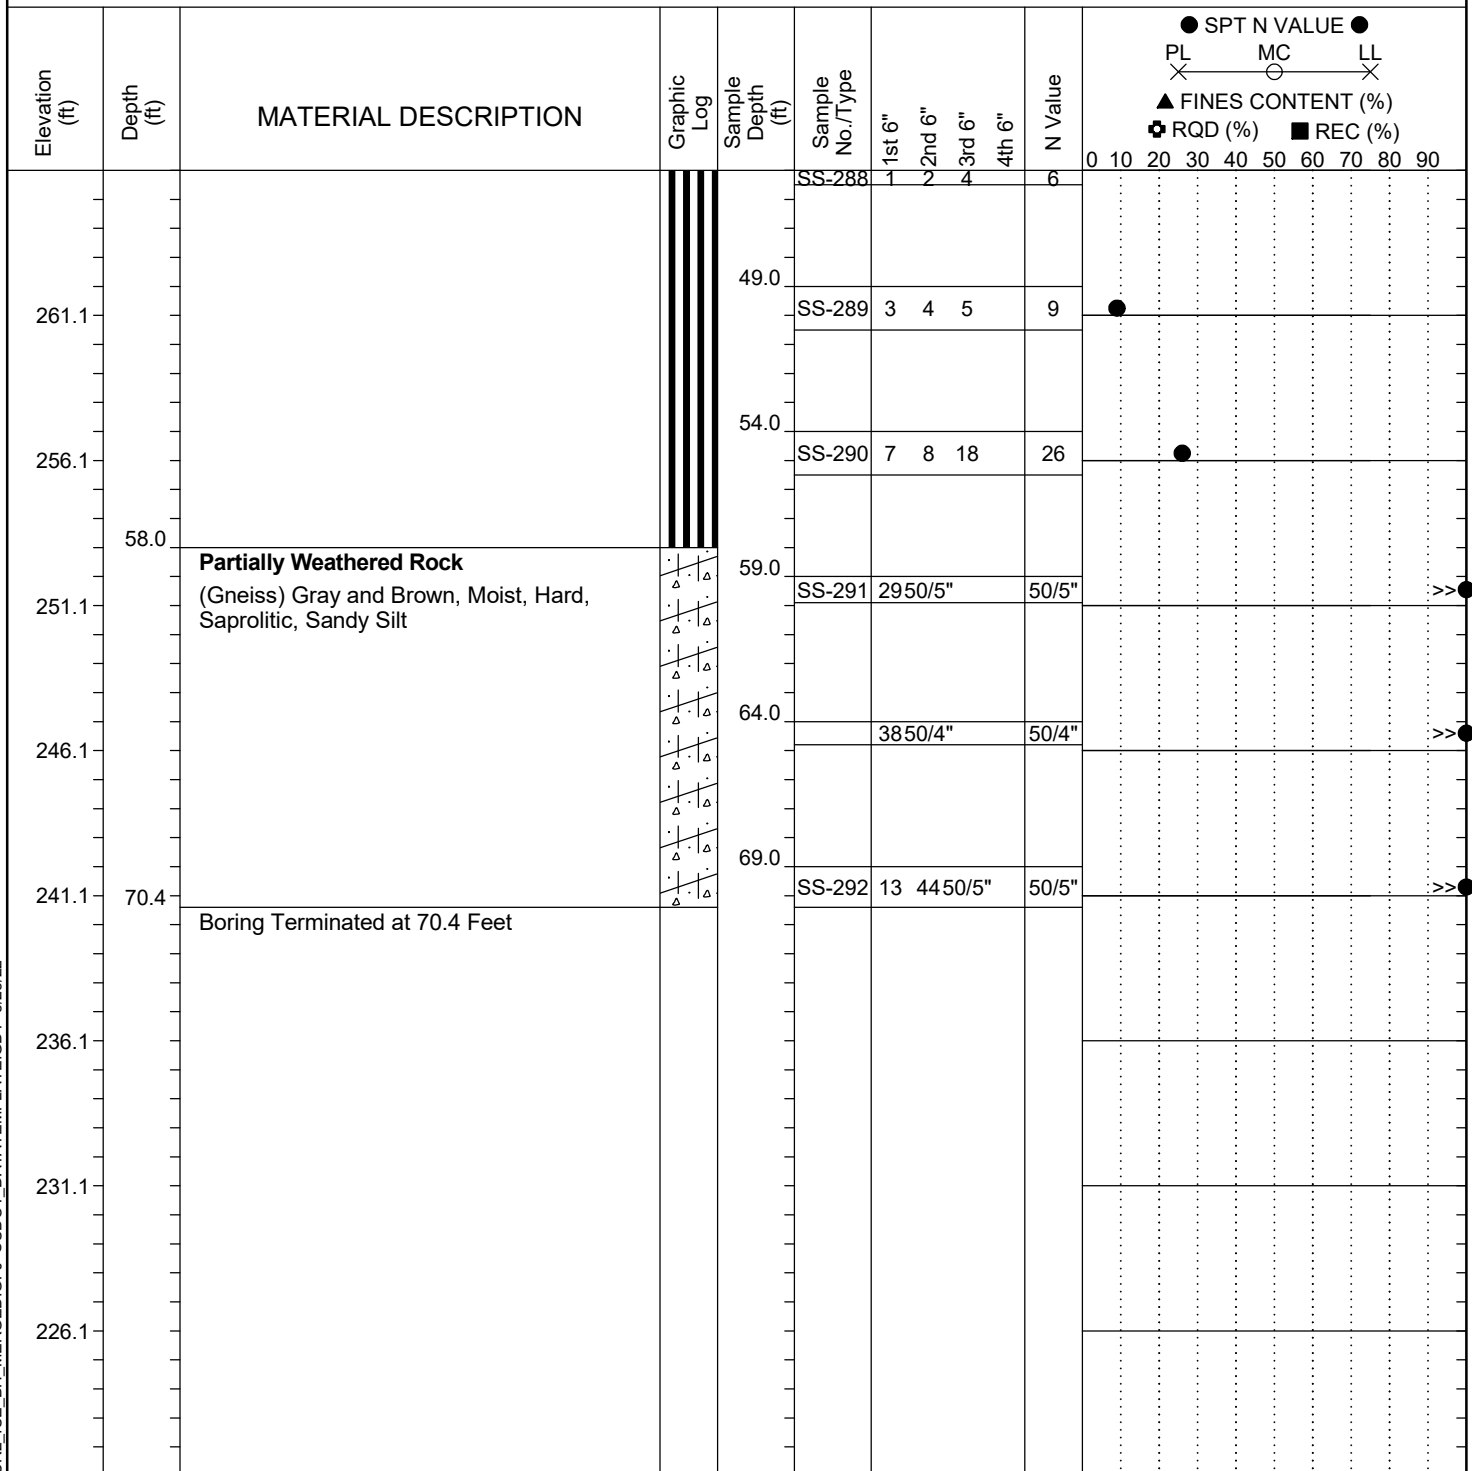 ● SPT N VALUE ●
PL MC LL
▲ FINES CONTENT (%)
RQD (%) ■ REC (%)
0 10 20 30 40 50 60 70 80 90
Elevation (ft)
Depth (ft)
MATERIAL DESCRIPTION
Graphic Log
Sample Depth (ft)
Sample No./Type
1st 6"
2nd 6"
3rd 6"
4th 6"
N Value
SS-288 1 2 4 6
49.0
261.1 SS-289 3 4 5 9
54.0
256.1 SS-290 7 8 18 26
58.0
Partially Weathered Rock
59.0
(Gneiss) Gray and Brown, Moist, Hard,
SS-291 29 50/5" 50/5" >>
251.1
Saprolitic, Sandy Silt
64.0
38 50/4" 50/4" >>
246.1
69.0
241.1 70.4 SS-292 13 44 50/5" 50/5" >>
Boring Terminated at 70.4 Feet
236.1
231.1
226.1